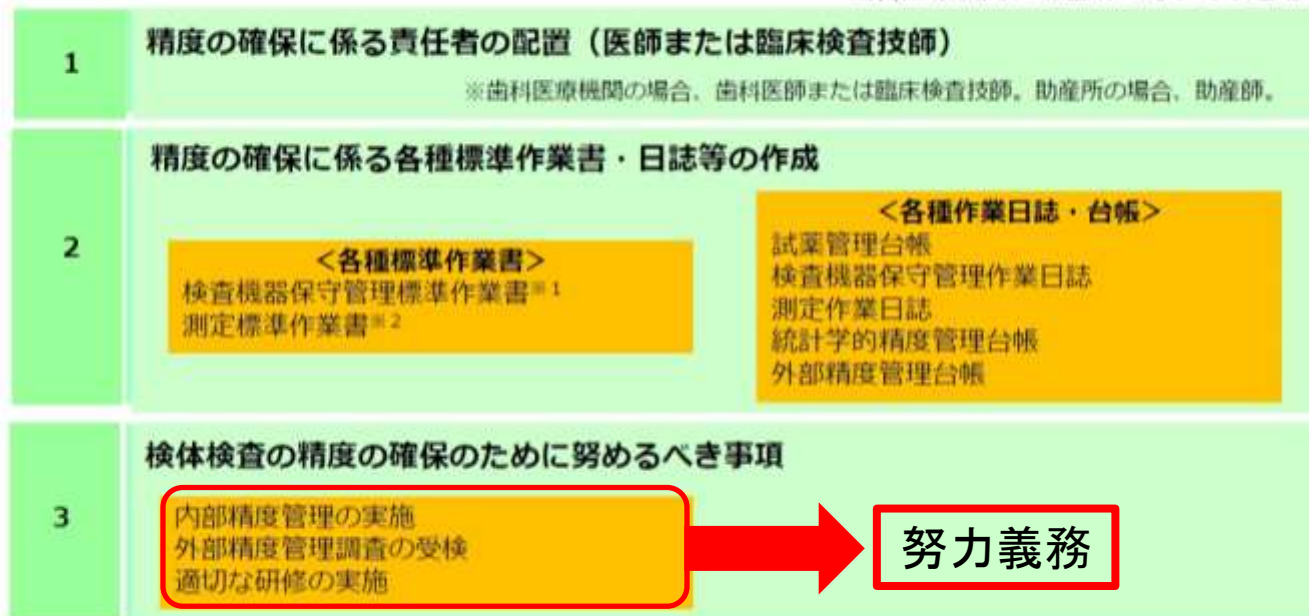 1
精度の確保に係る責任者の配置（医師または臨床検査技師）
※歯科医療機関の場合、歯科医師または臨床検査技師。助産所の場合、助産師。
2
精度の確保に係る各種標準作業書・日誌等の作成
＜各種標準作業書＞
検査機器保守管理標準作業書※1
測定標準作業書※2
＜各種作業日誌・台帳＞
試薬管理台帳
検査機器保守管理作業日誌
測定作業日誌
統計学的精度管理台帳
外部精度管理台帳
3
検体検査の精度の確保のために努めるべき事項
内部精度管理の実施
外部精度管理調査の受検
適切な研修の実施
努力義務